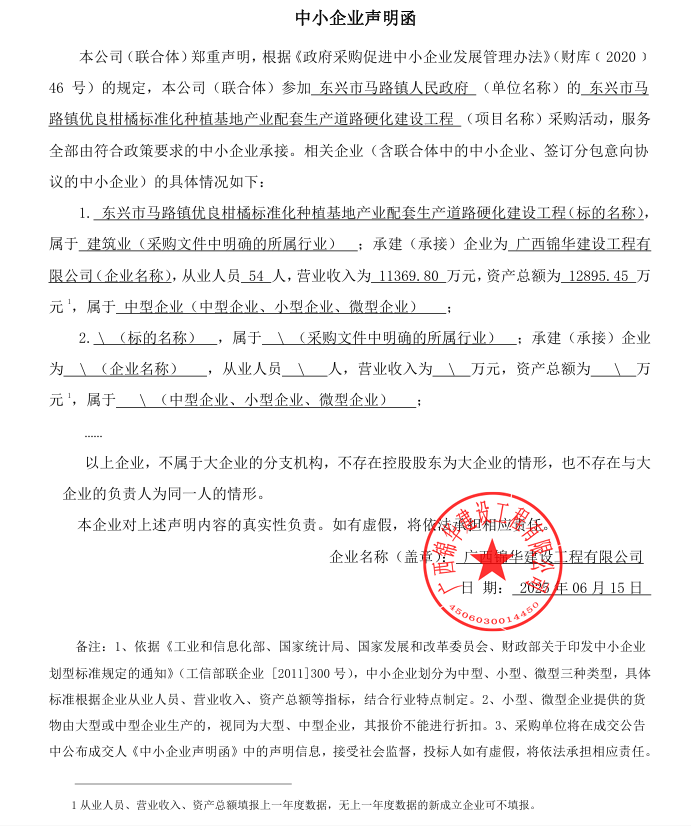 中小企业声明函
本公司（联合体）郑重声明，根据《政府采购促进中小企业发展管理办法》（财库﹝2020﹞
46 号）的规定，本公司（联合体）参加 东兴市马路镇人民政府 （单位名称）的 东兴市马
路镇优良柑橘标准化种植基地产业配套生产道路硬化建设工程 （项目名称）采购活动，服务
全部由符合政策要求的中小企业承接。相关企业（含联合体中的中小企业、签订分包意向协
议的中小企业）的具体情况如下：
1. 东兴市马路镇优良柑橘标准化种植基地产业配套生产道路硬化建设工程（标的名称），
属于 建筑业（采购文件中明确的所属行业） ；承建（承接）企业为 广西锦华建设工程有
限公司（企业名称），从业人员 54 人，营业收入为 11369.80 万元，资产总额为 12895.45 万
元 1，属于 中型企业（中型企业、小型企业、微型企业） ；
2. \ （标的名称） ，属于 \ （采购文件中明确的所属行业） ；承建（承接）企业
为 \ （企业名称） ，从业人员 \ 人，营业收入为 \ 万元，资产总额为 \ 万
元 1，属于 \ （中型企业、小型企业、微型企业） ；
……
以上企业，不属于大企业的分支机构，不存在控股股东为大企业的情形，也不存在与大
企业的负责人为同一人的情形。
本企业对上述声明内容的真实性负责。如有虚假，将依法承担相应责任。
企业名称（盖章）： 广西锦华建设工程有限公司
日 期： 2025 年 06 月 15 日
广西锦华建设工程有限公司
4506030014450
备注：1、依据《工业和信息化部、国家统计局、国家发展和改革委员会、财政部关于印发中小企业
划型标准规定的通知》（工信部联企业［2011]300 号），中小企业划分为中型、小型、微型三种类型，具体
标准根据企业从业人员、营业收入、资产总额等指标，结合行业特点制定。2、小型、微型企业提供的货
物由大型或中型企业生产的，视同为大型、中型企业，其报价不能进行折扣。3、采购单位将在成交公告
中公布成交人《中小企业声明函》中的声明信息，接受社会监督，投标人如有虚假，将依法承担相应责任。
1 从业人员、营业收入、资产总额填报上一年度数据，无上一年度数据的新成立企业可不填报。